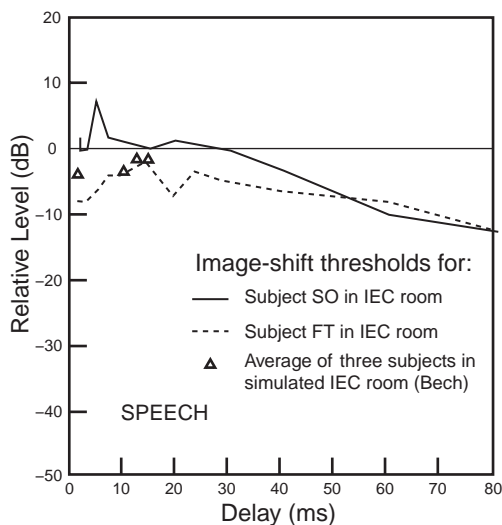 20
10
0
–10
–20
–30
–40
–50
Relative Level (dB)
Image-shift thresholds for:
Subject SO in IEC room
Subject FT in IEC room
Average of three subjects in
simulated IEC room (Bech)
SPEECH
0 10 20 30 40 50 60 70 80
Delay (ms)